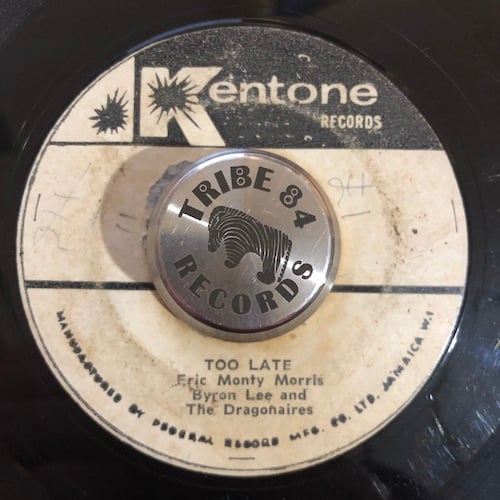 Kentone
RECORDS
TRIBE 84
RECORDS
TOO LATE
Eric Monty Morris
Byron Lee and
The Dragonaires
MANUFACTURED BY FEDERAL RECORD MFG. CO. LTD. JAMAICA W.I